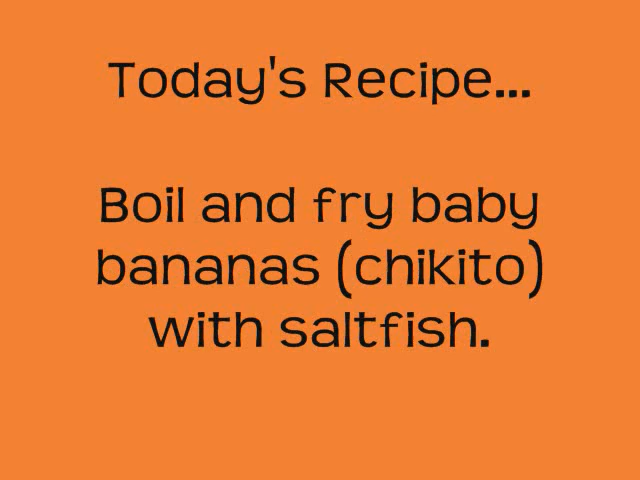 Today's Recipe...
Boil and fry baby
bananas (chikito)
with saltfish.